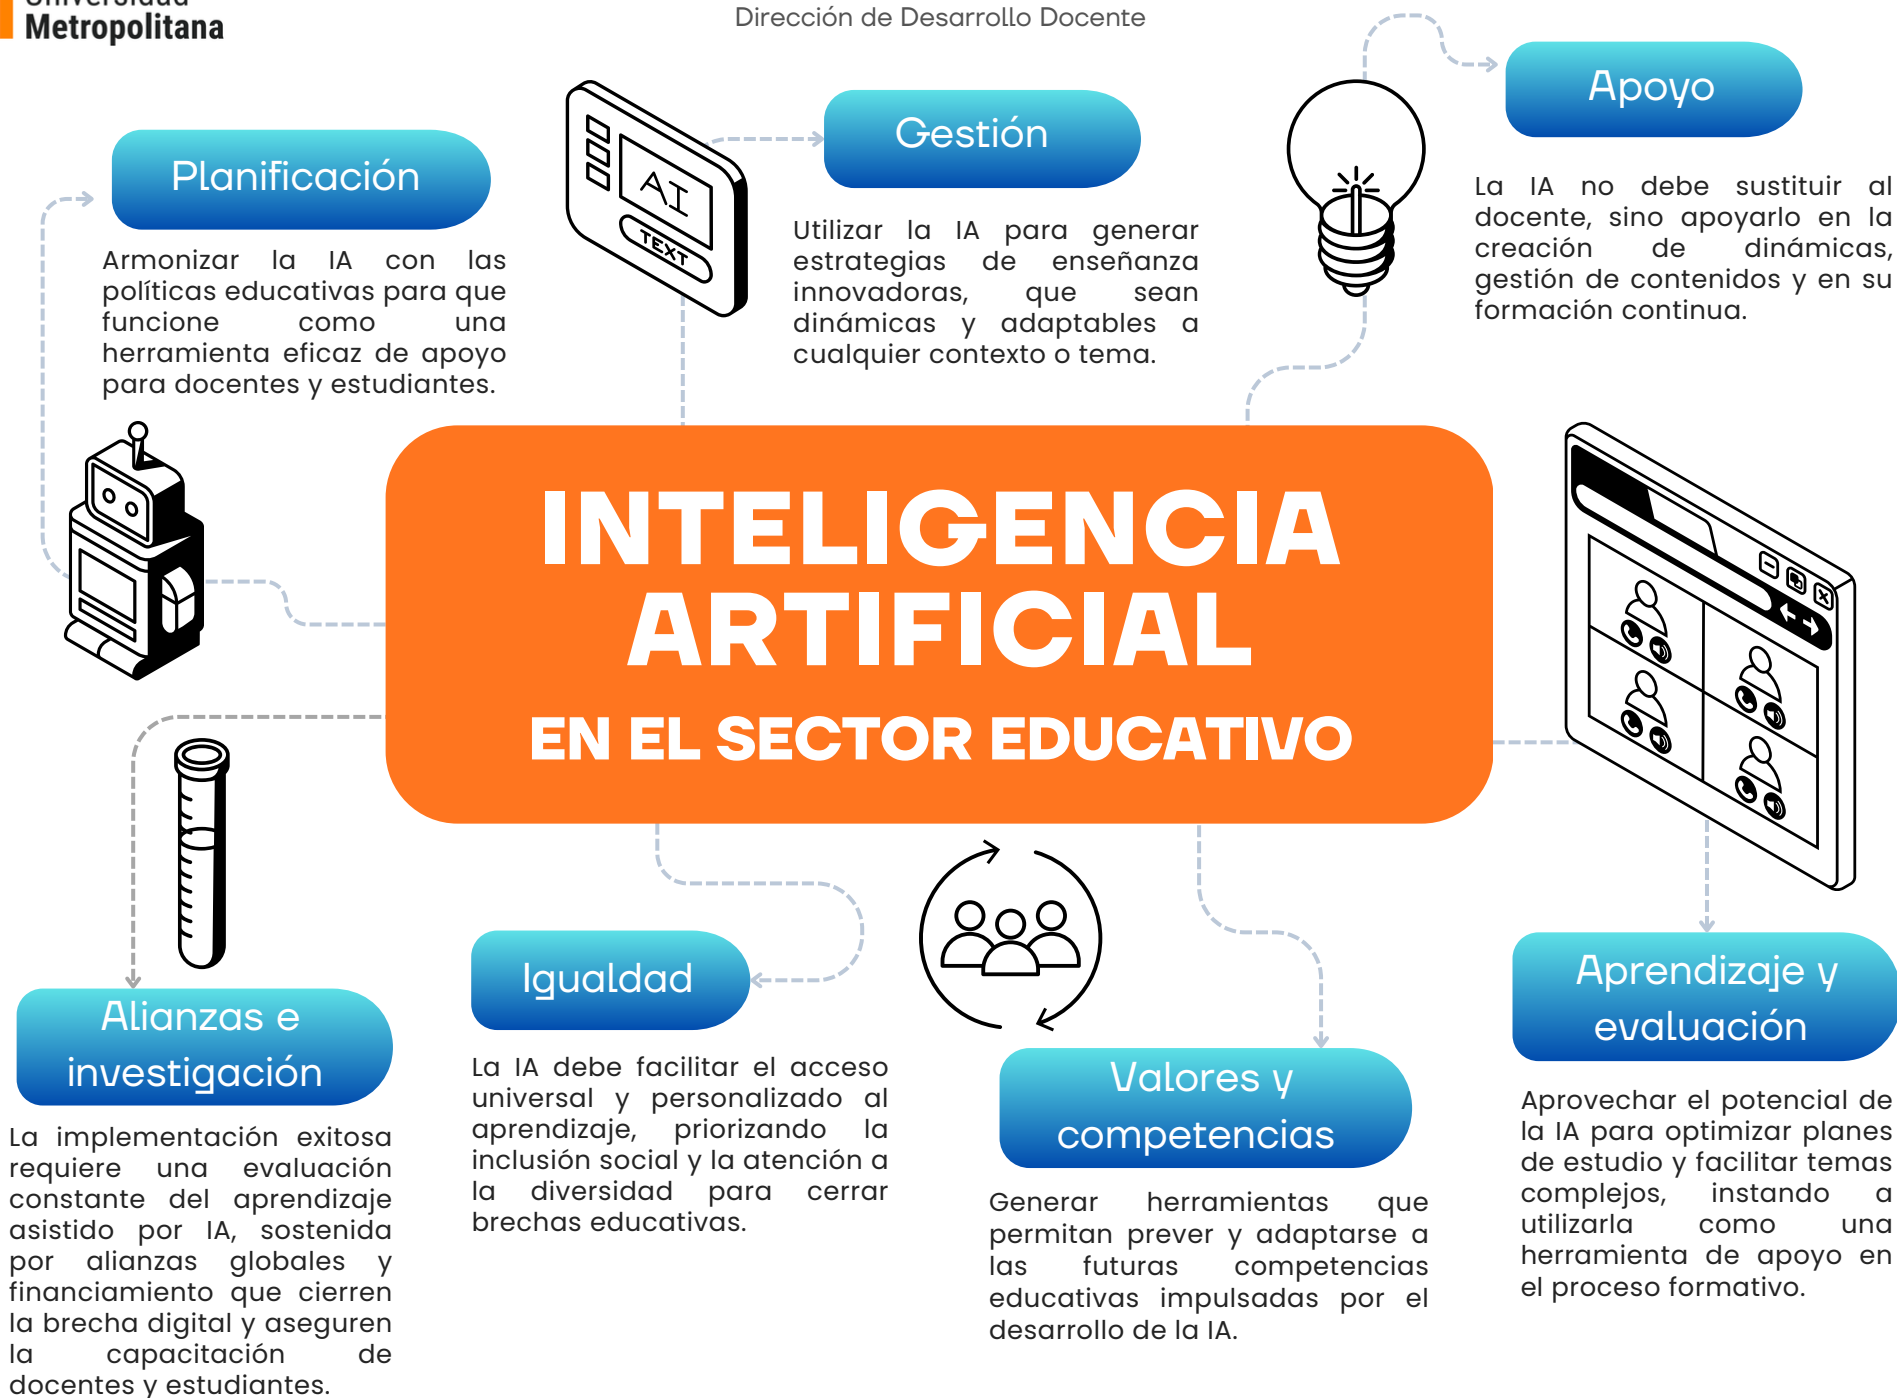 Universidad
Metropolitana
Dirección de Desarrollo Docente
Planificación
Armonizar la IA con las
políticas educativas para que
funcione como una
herramienta eficaz de apoyo
para docentes y estudiantes.
AI
TEXT
Gestión
Utilizar la IA para generar
estrategias de enseñanza
innovadoras, que sean
dinámicas y adaptables a
cualquier contexto o tema.
Apoyo
La IA no debe sustituir al
docente, sino apoyarlo en la
creación de dinámicas,
gestión de contenidos y en su
formación continua.
INTELIGENCIA
ARTIFICIAL
EN EL SECTOR EDUCATIVO
Alianzas e
investigación
La implementación exitosa
requiere una evaluación
constante del aprendizaje
asistido por IA, sostenida
por alianzas globales y
financiamiento que cierren
la brecha digital y aseguren
la capacitación de
docentes y estudiantes.
Igualdad
La IA debe facilitar el acceso
universal y personalizado al
aprendizaje, priorizando la
inclusión social y la atención a
la diversidad para cerrar
brechas educativas.
Valores y
competencias
Generar herramientas que
permitan prever y adaptarse a
las futuras competencias
educativas impulsadas por el
desarrollo de la IA.
Aprendizaje y
evaluación
Aprovechar el potencial de
la IA para optimizar planes
de estudio y facilitar temas
complejos, instando a
utilizarla como una
herramienta de apoyo en
el proceso formativo.